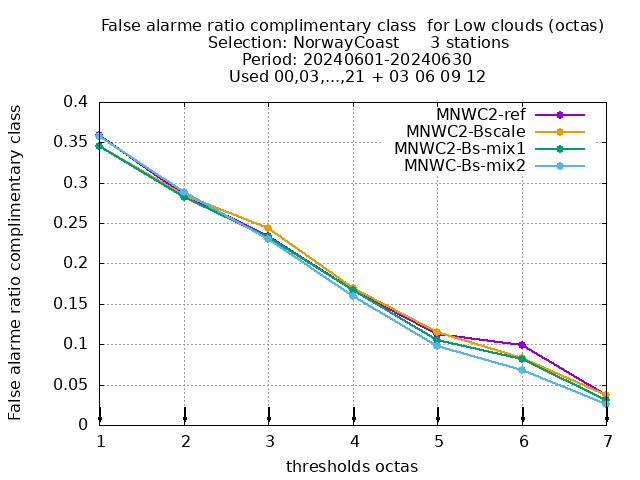 False alarme ratio complimentary class  for Low clouds (octas)
Selection: NorwayCoast      3 stations
Period: 20240601-20240630
Used 00,03,...,21 + 03 06 09 12
False alarme ratio complimentary class
0.4
0.35
0.3
0.25
0.2
0.15
0.1
0.05
0
MNWC2-ref
MNWC2-Bscale
MNWC2-Bs-mix1
MNWC-Bs-mix2
1 2 3 4 5 6 7
thresholds octas